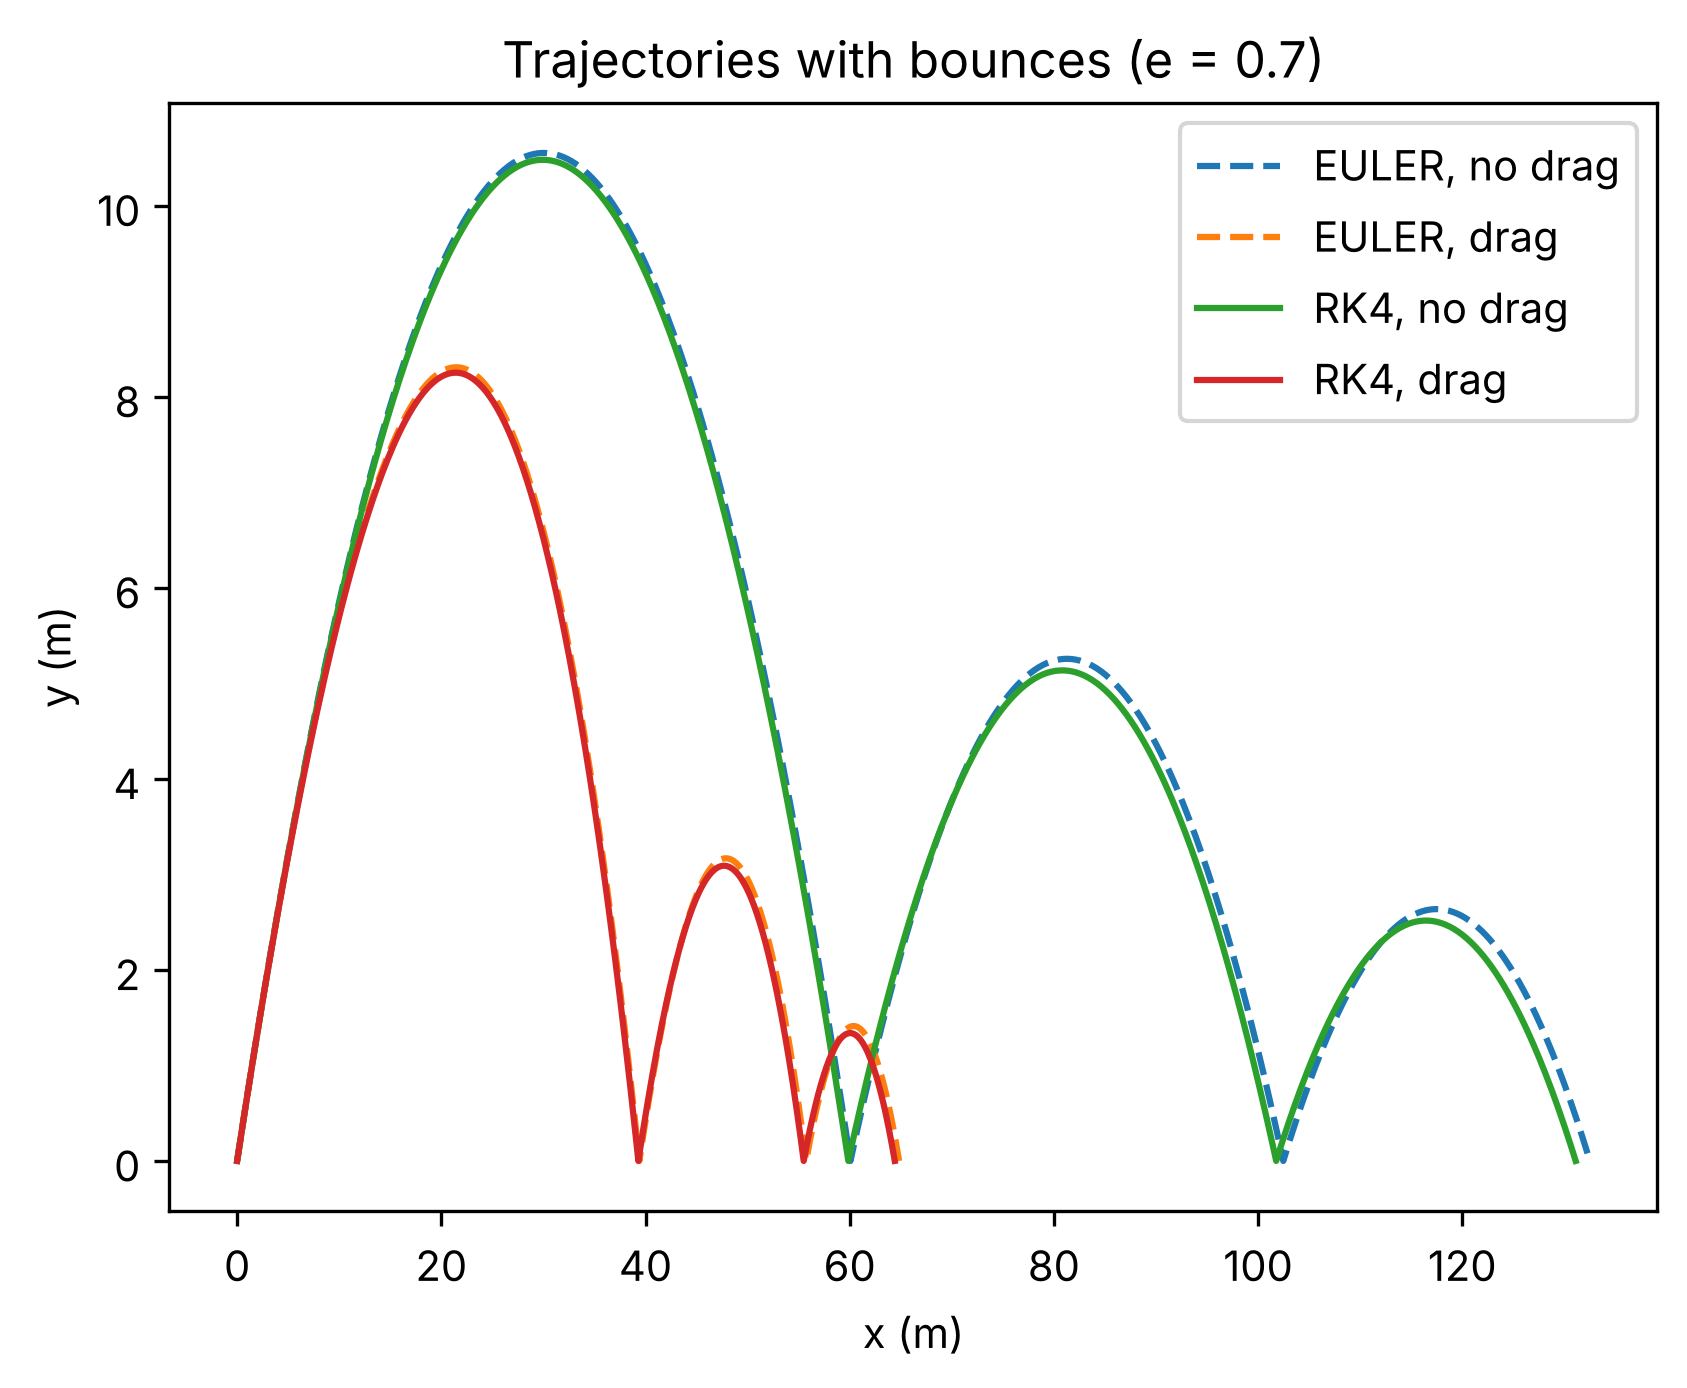 Trajectories with bounces (e = 0.7)
EULER, no drag
EULER, drag
RK4, no drag
RK4, drag
10
8
6
4
2
0
y (m)
0 20 40 60 80 100 120
x (m)